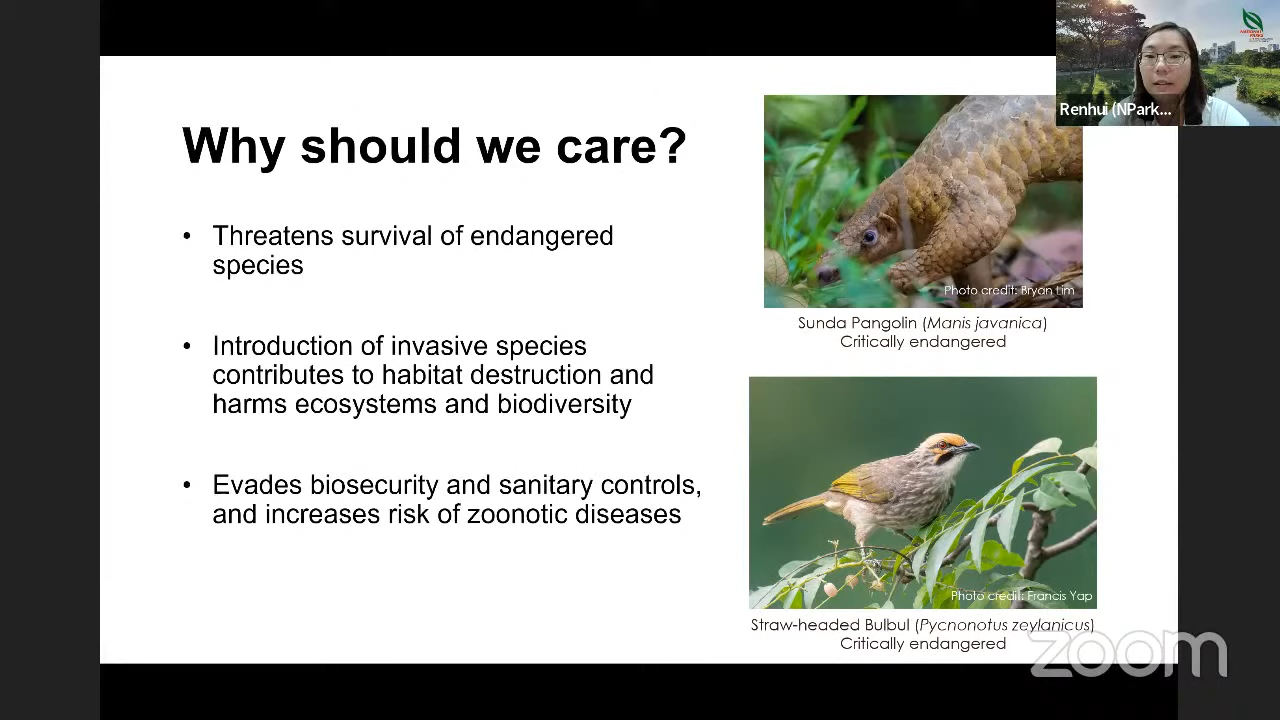 Why should we care?
• Threatens survival of endangered
species
• Introduction of invasive species
contributes to habitat destruction and
harms ecosystems and biodiversity
• Evades biosecurity and sanitary controls,
and increases risk of zoonotic diseases
Renhui (NPark...
Photo credit: Bryan Lim
Sunda Pangolin (Manis javanica)
Critically endangered
Photo credit: Francis Yap
Straw-headed Bulbul (Pycnonotus zeylanicus)
Critically endangered
zoom